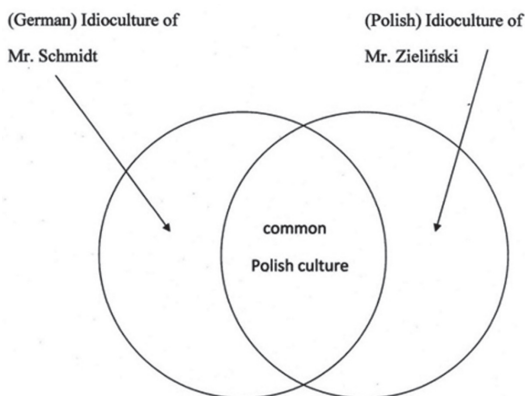 (German) Idioculture of
Mr. Schmidt
(Polish) Idioculture of
Mr. Zieliński
common
Polish culture